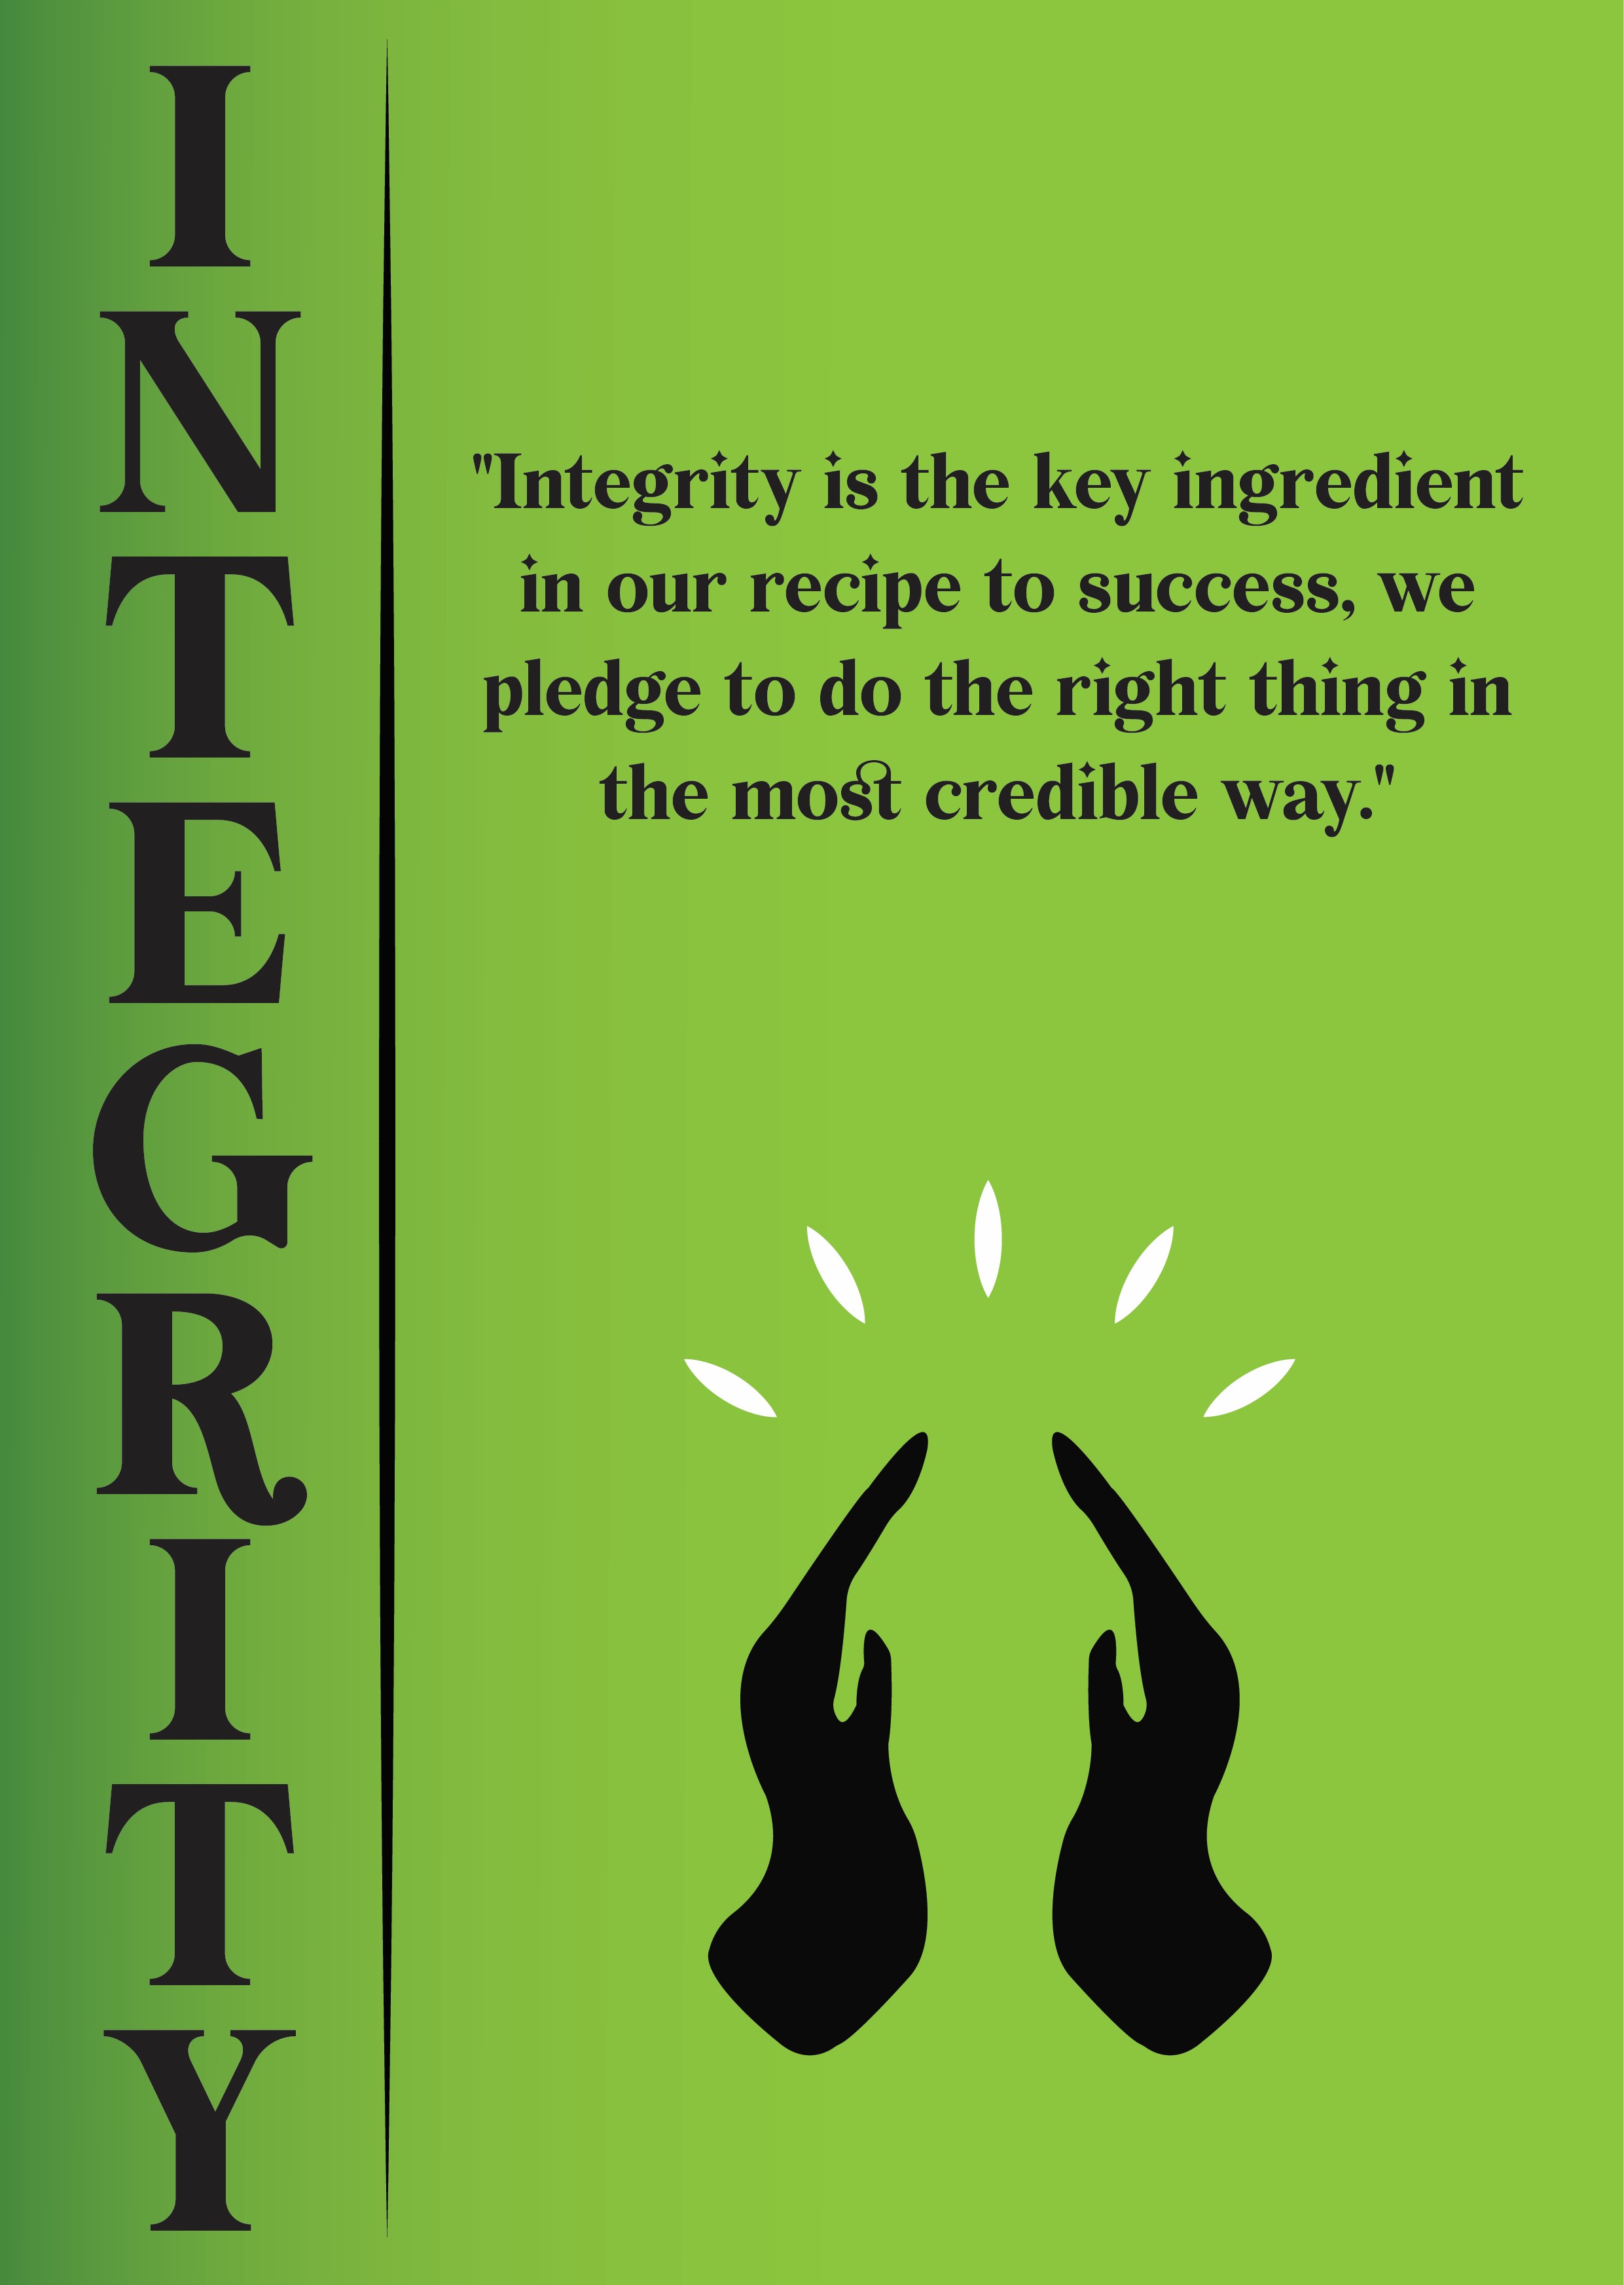 INTEGRITY
"Integrity is the key ingredient
in our recipe to success, we
pledge to do the right thing in
the most credible way."